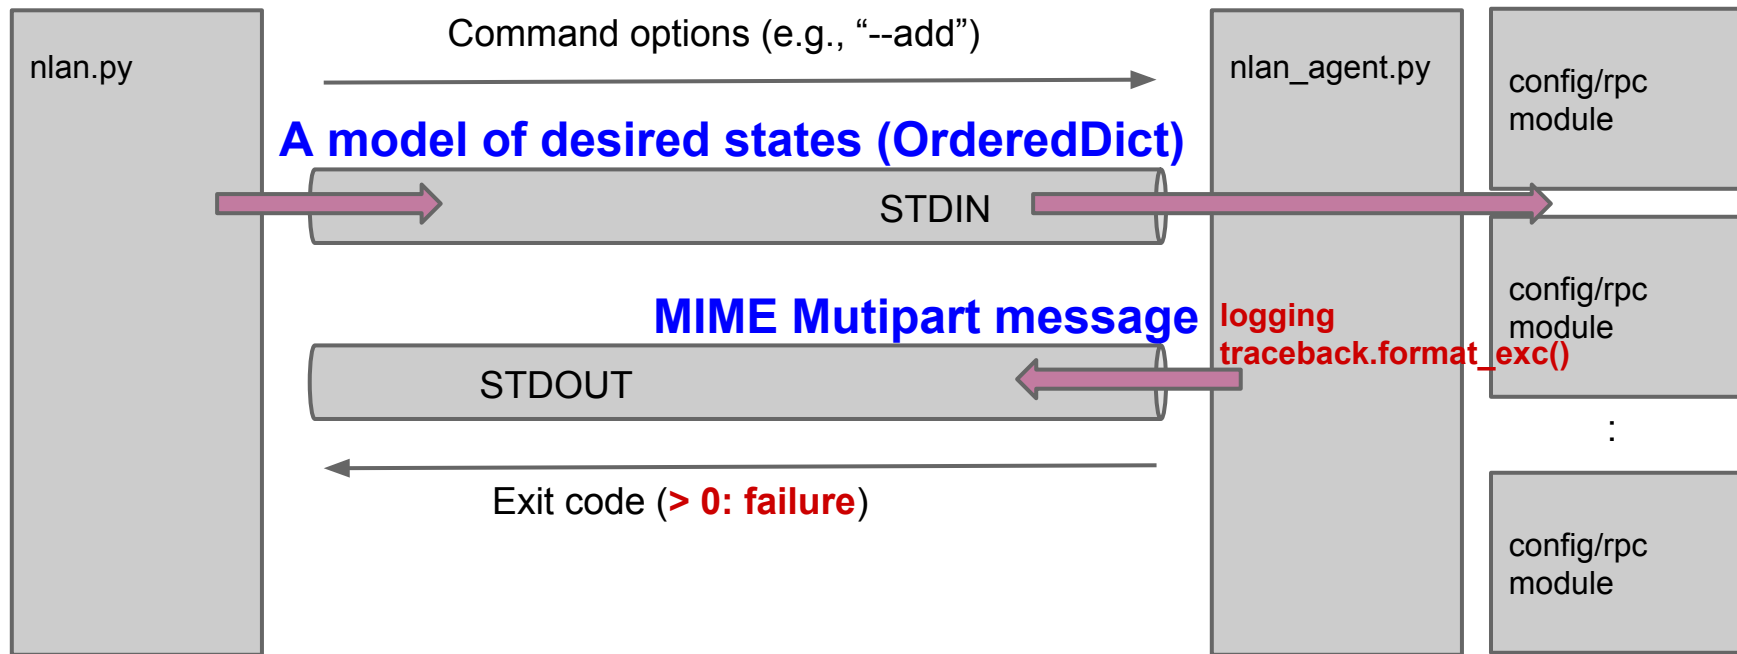 nlan.py
Command options (e.g., “--add”)
nlan_agent.py
config/rpc
module
A model of desired states (OrderedDict)
STDIN
config/rpc
module
MIME Mutipart message
logging
traceback.format_exc()
STDOUT
:
Exit code (> 0: failure)
config/rpc
module